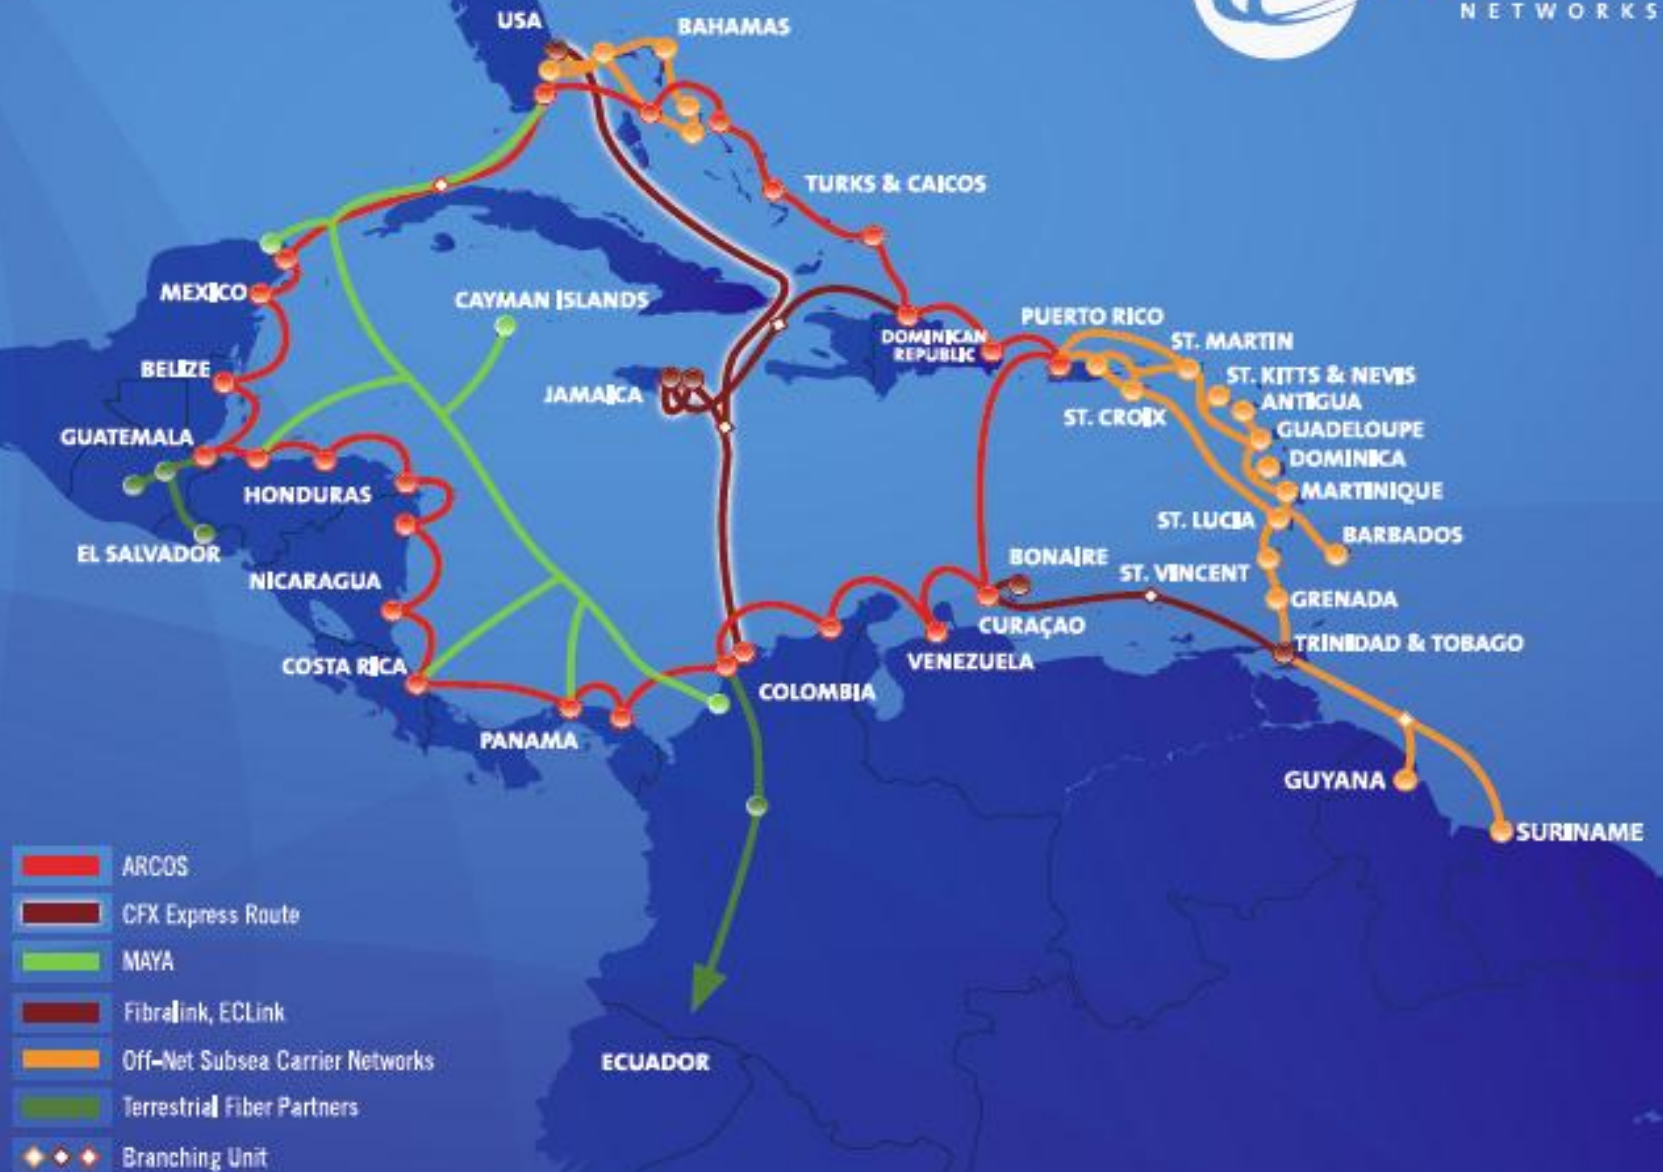 NETWORKS
USA
BAHAMAS
TURKS & CAICOS
MEXICO
CAYMAN ISLANDS
PUERTO RICO
DOMINICAN
REPUBLIC
ST. MARTIN
BELIZE
JAMAICA
ST. KITTS & NEVIS
ANTIGUA
ST. CROIX
GUATEMALA
GUADELOUPE
DOMINICA
HONDURAS
MARTINIQUE
ST. LUCIA
BARBADOS
EL SALVADOR
BONAIRE
NICARAGUA
ST. VINCENT
GRENADA
CURAÇAO
TRINIDAD & TOBAGO
COSTA RICA
VENEZUELA
COLOMBIA
PANAMA
GUYANA
SURINAME
ECUADOR
ARCOS
CFX Express Route
MAYA
Fibralink, ECLink
Off-Net Subsea Carrier Networks
Terrestrial Fiber Partners
Branching Unit